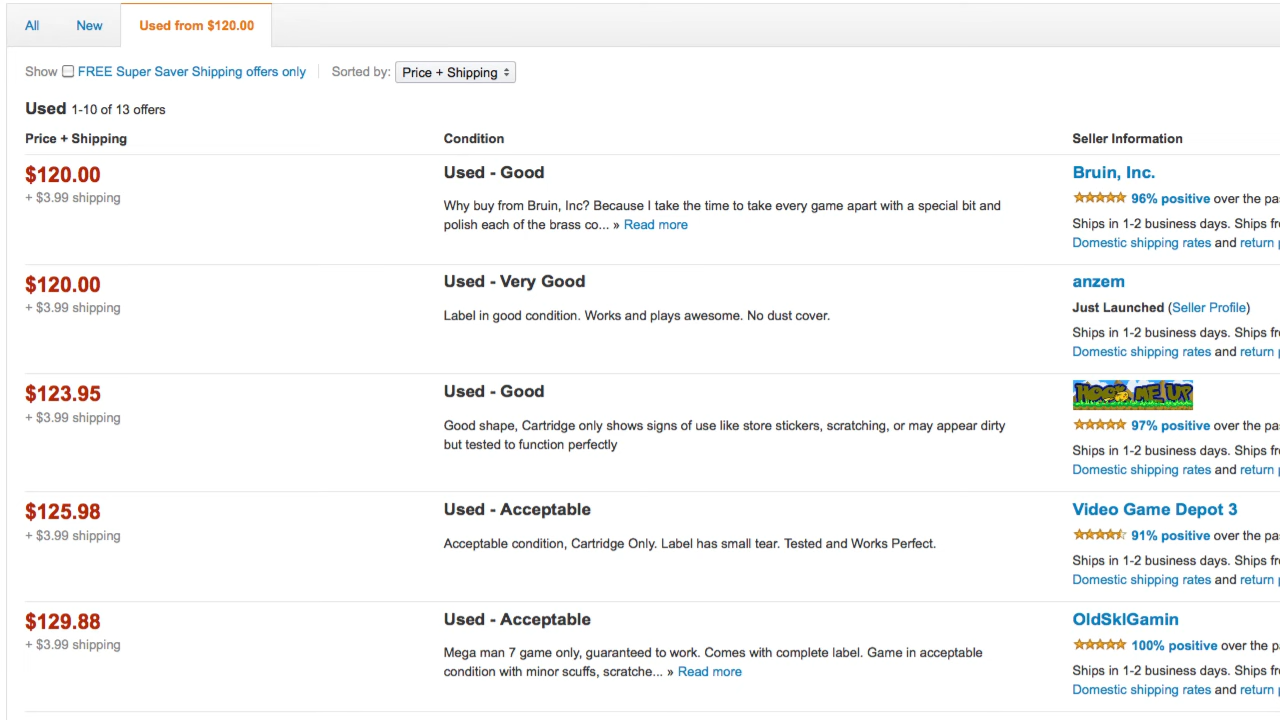 All New Used from $120.00
Show FREE Super Saver Shipping offers only Sorted by: Price + Shipping
Used 1-10 of 13 offers
Price + Shipping Condition Seller Information
$120.00 Used - Good Bruin, Inc.
+ $3.99 shipping Why buy from Bruin, Inc? Because I take the time to take every game apart with a special bit and 96% positive over the pa
polish each of the brass co... » Read more Ships in 1-2 business days. Ships fr
Domestic shipping rates and return p
$120.00 Used - Very Good anzem
+ $3.99 shipping Label in good condition. Works and plays awesome. No dust cover. Just Launched (Seller Profile)
Ships in 1-2 business days. Ships fr
Domestic shipping rates and return p
$123.95 Used - Good HOOK ME UP
+ $3.99 shipping Good shape, Cartridge only shows signs of use like store stickers, scratching, or may appear dirty 97% positive over the pa
but tested to function perfectly Ships in 1-2 business days. Ships fr
Domestic shipping rates and return p
$125.98 Used - Acceptable Video Game Depot 3
+ $3.99 shipping Acceptable condition, Cartridge Only. Label has small tear. Tested and Works Perfect. 91% positive over the pa
Ships in 1-2 business days. Ships fr
Domestic shipping rates and return p
$129.88 Used - Acceptable OldSklGamin
+ $3.99 shipping Mega man 7 game only, guaranteed to work. Comes with complete label. Game in acceptable 100% positive over the p
condition with minor scuffs, scratche... » Read more Ships in 1-2 business days. Ships fr
Domestic shipping rates and return p